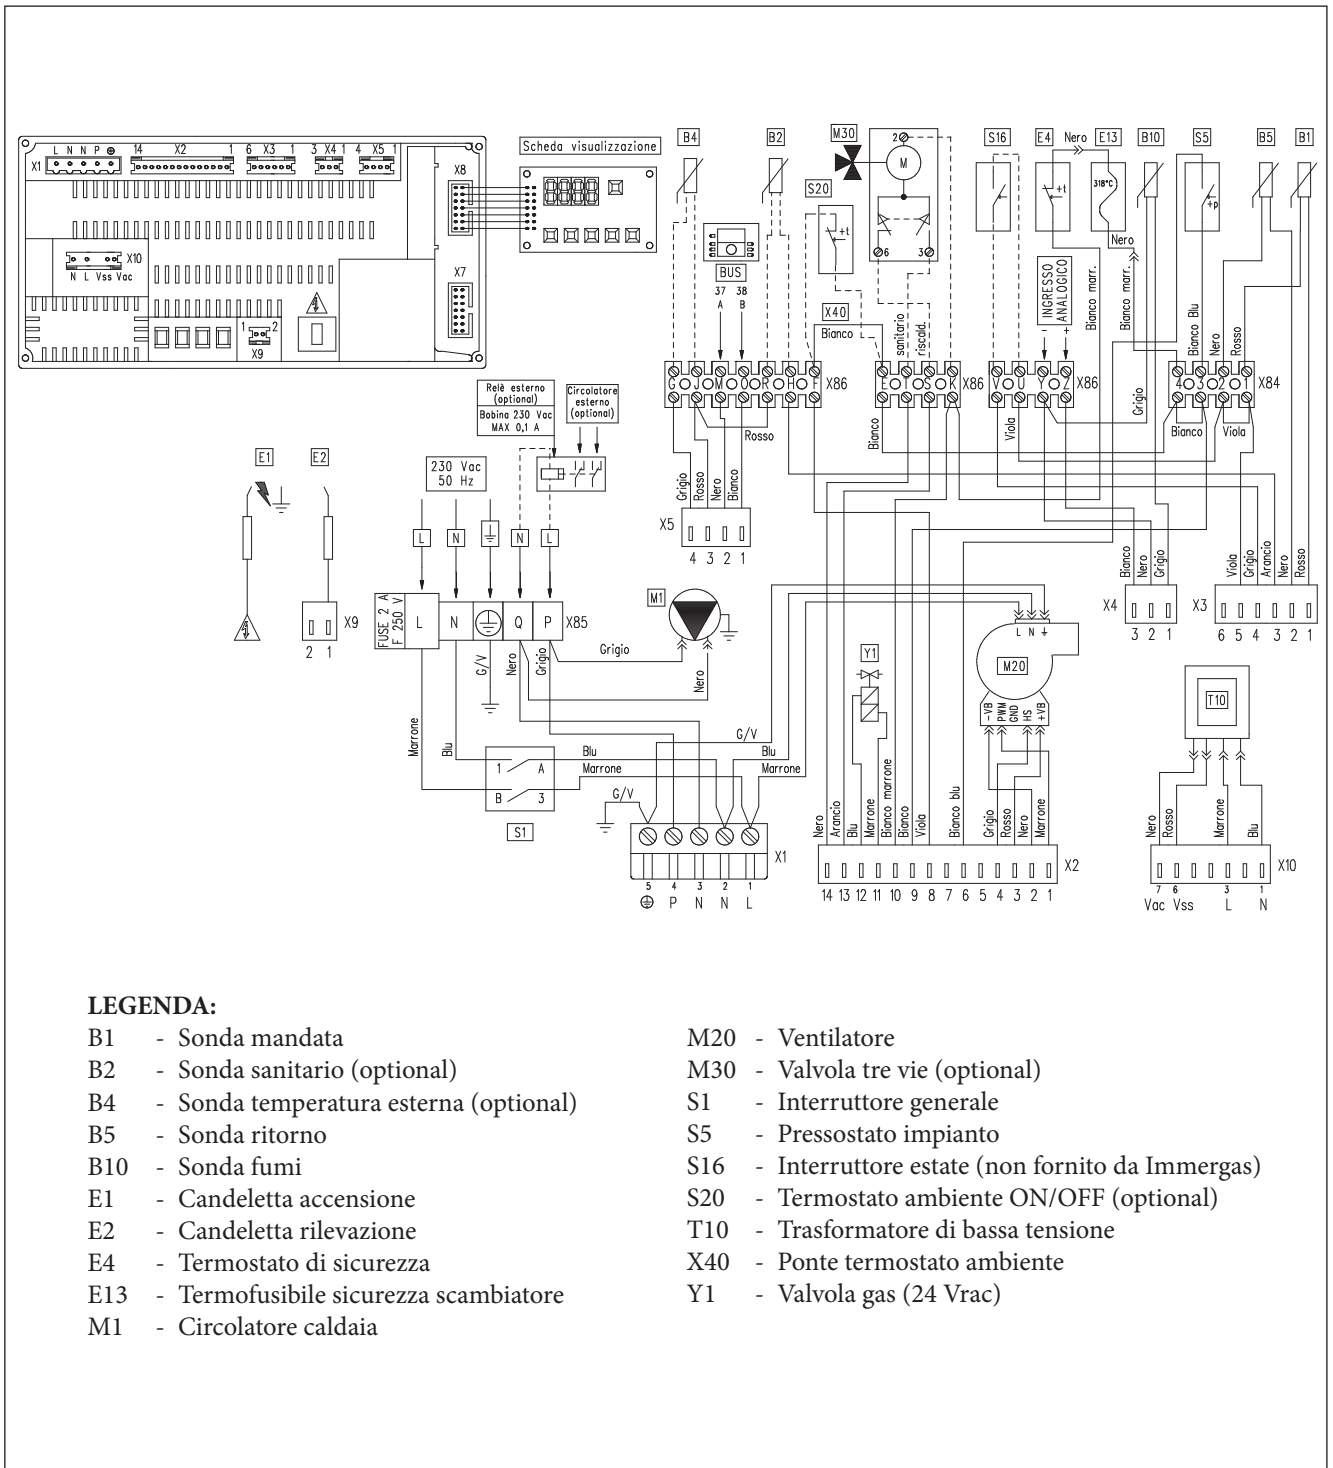 L N N P
14 X2 1
6 X3 1
3 X4 1
4 X5 1
X1
X8
X10
N L Vss Vac
X7
1 2
X9
Scheda visualizzazione
B4
B2
M30
2
M
6 3
S20
+t
BUS
37 38
A B
X40
Bianco
sanitario
riscald.
S16
E4
Nero
E13
B10
S5
B5
B1
+t
318°C
+p
Nero
INGRESSO
ANALOGICO
- +
Bianco marr.
Bianco marr.
Bianco Blu
Nero
Rosso
G J M O R H F X86
E T S K X86
V U Y Z X86
4 3 2 1 X84
Rosso
Bianco
Viola
Grigio
Bianco
Viola
Relè esterno
(optional)
Bobina 230 Vac
MAX 0,1 A
Circolatore
esterno
(optional)
E1
E2
230 Vac
50 Hz
L N N L
Grigio
Rosso
Nero
Bianco
X5
4 3 2 1
X9
2 1
FUSE 2 A
F 250 V
L N Q P X85
M1
Grigio
Nero
G/V
Nero
Grigio
Marrone
Blu
1 A
B 3
S1
Blu
Marrone
G/V
G/V
Blu
Marrone
X1
5 4 3 2 1
P N N L
Y1
L N
M20
-VB
PWM
GND
HS
+VB
Nero
Arancio
Blu
Marrone
Bianco marrone
Bianco
Viola
Bianco blu
Grigio
Rosso
Nero
Marrone
X2
14 13 12 11 10 9 8 7 6 5 4 3 2 1
Bianco
Nero
Grigio
X4
3 2 1
Viola
Grigio
Arancio
Nero
Rosso
X3
6 5 4 3 2 1
T10
Nero
Rosso
Marrone
Blu
X10
7 6 3 1
Vac Vss L N
LEGENDA:
B1 - Sonda mandata
B2 - Sonda sanitario (optional)
B4 - Sonda temperatura esterna (optional)
B5 - Sonda ritorno
B10 - Sonda fumi
E1 - Candeletta accensione
E2 - Candeletta rilevazione
E4 - Termostato di sicurezza
E13 - Termofusibile sicurezza scambiatore
M1 - Circolatore caldaia
M20 - Ventilatore
M30 - Valvola tre vie (optional)
S1 - Interruttore generale
S5 - Pressostato impianto
S16 - Interruttore estate (non fornito da Immergas)
S20 - Termostato ambiente ON/OFF (optional)
T10 - Trasformatore di bassa tensione
X40 - Ponte termostato ambiente
Y1 - Valvola gas (24 Vrac)